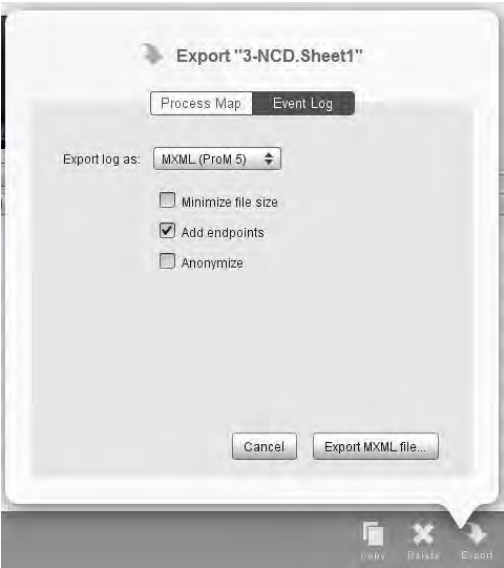 Export "3-NCD.Sheet1"
Process Map Event Log
Export log as: MXML (ProM 5)
Minimize file size
Add endpoints
Anonymize
Cancel Export MXML file...
Copy Delete Export